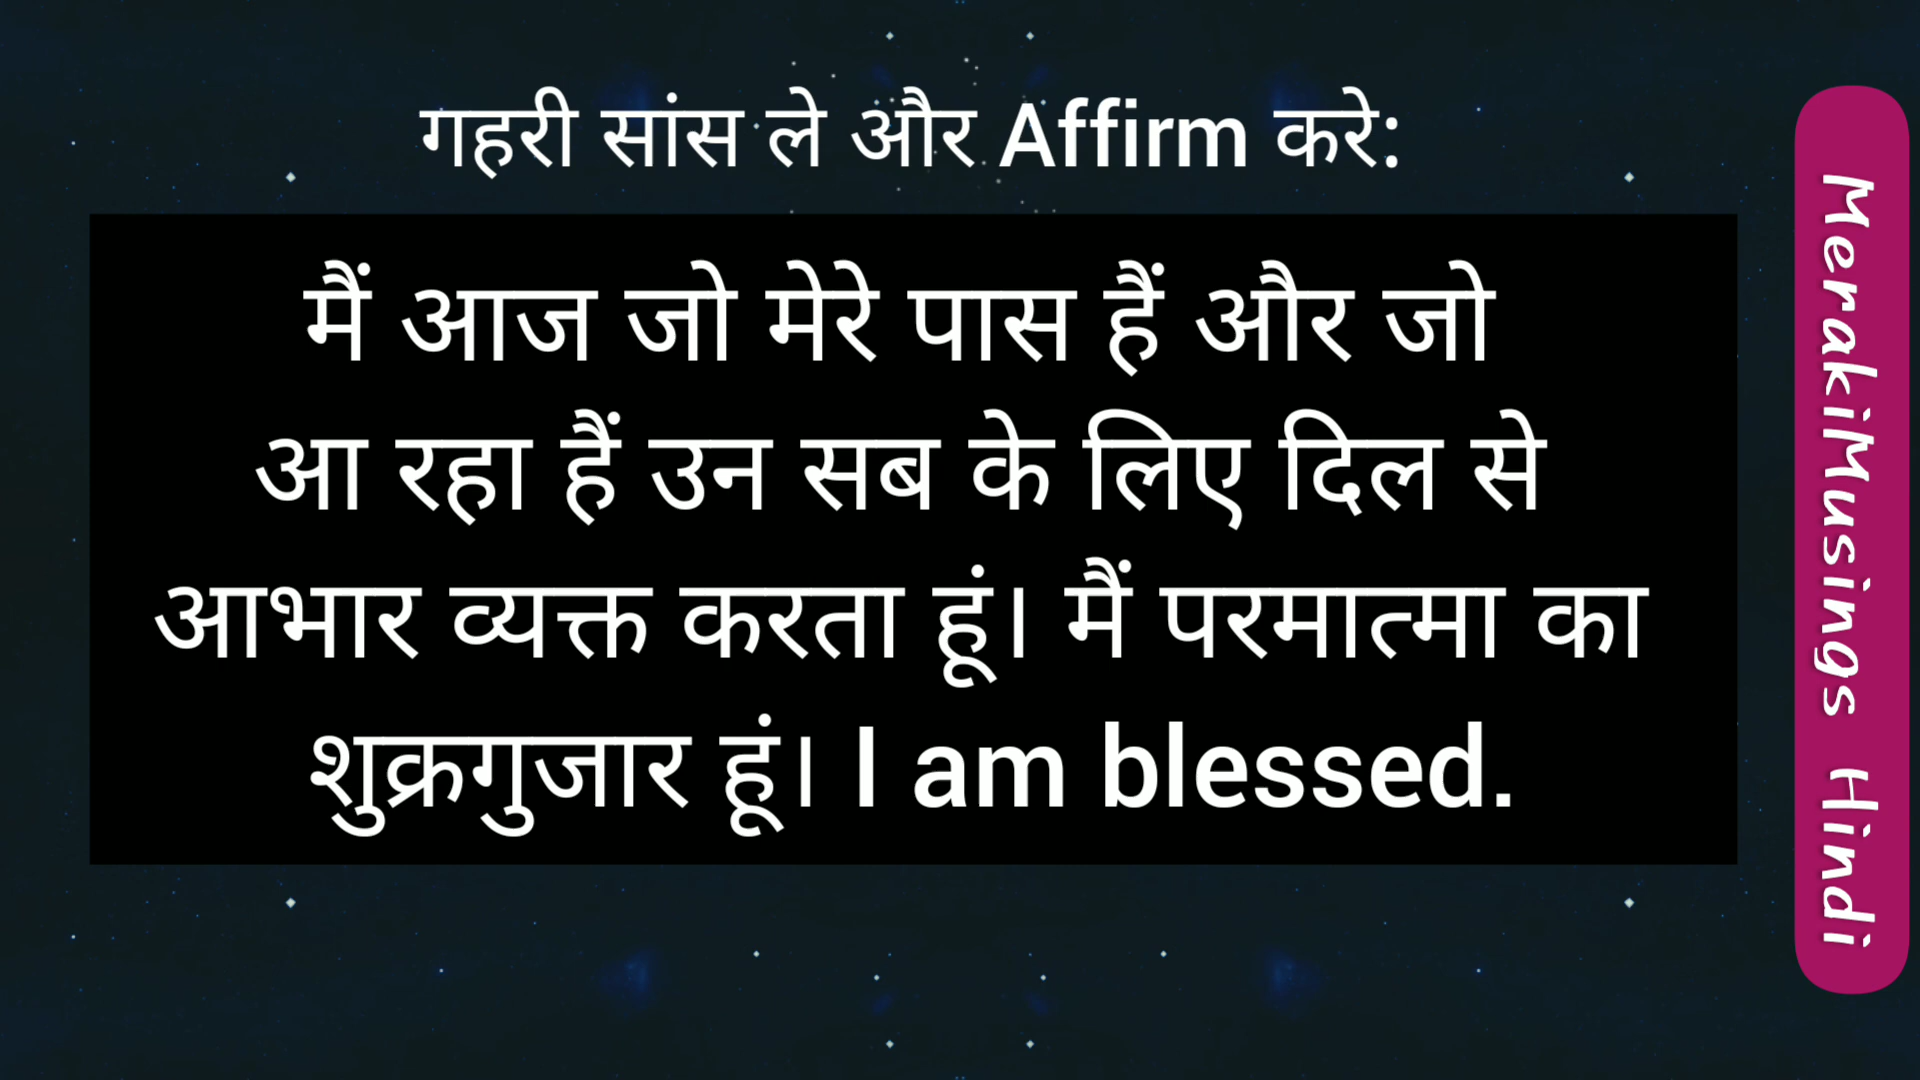 गहरी सांस ले और Affirm करे:
मैं आज जो मेरे पास हैं और जो
आ रहा हैं उन सब के लिए दिल से
आभार व्यक्त करता हूं। मैं परमात्मा का
शुक्रगुजार हूं। I am blessed.
MerakiMusings Hindi